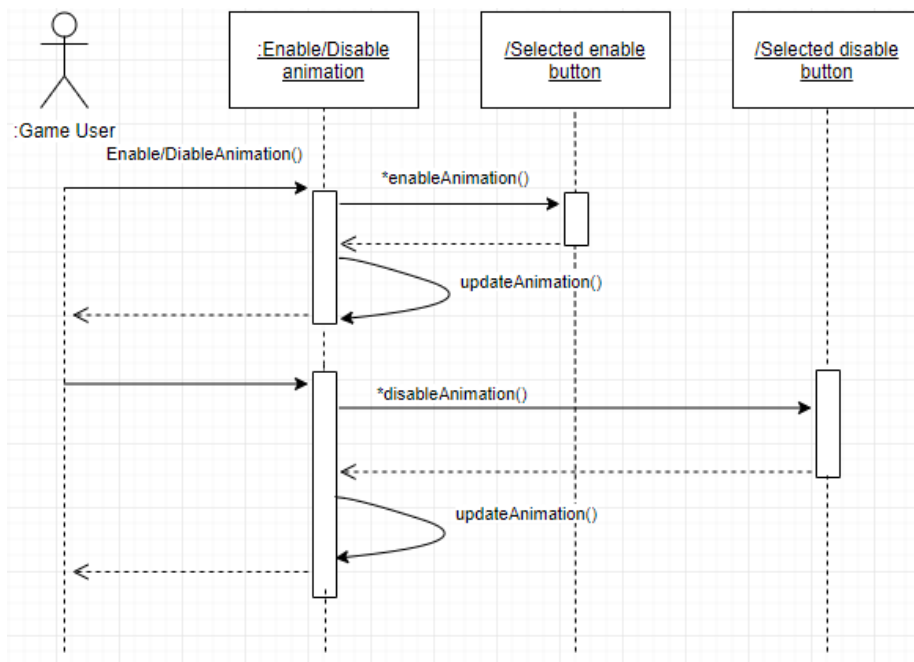 :Enable/Disable
animation
/Selected enable
button
/Selected disable
button
:Game User
Enable/DiableAnimation()
*enableAnimation()
updateAnimation()
*disableAnimation()
updateAnimation()